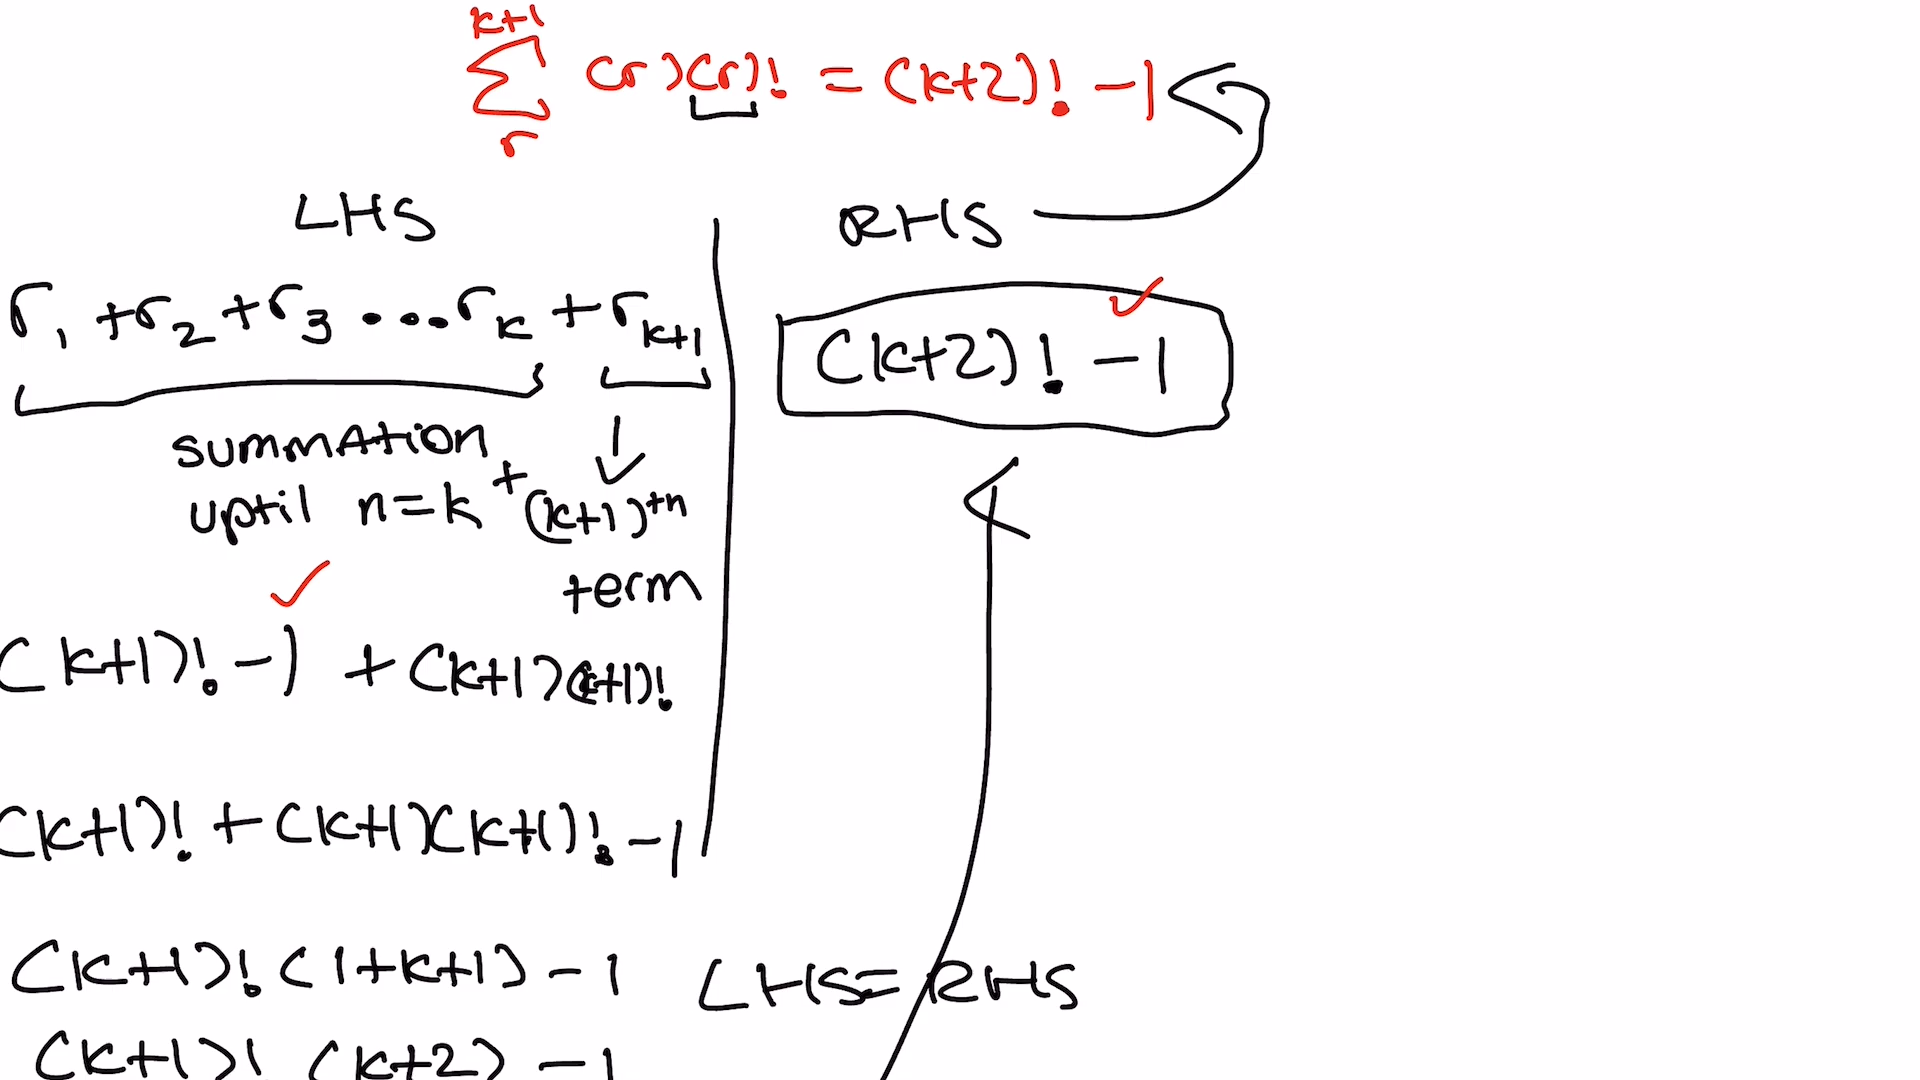 k+1
∑ (r)(r)! = (k+2)! -1
r
LHS
RHS
r₁ + r₂ + r₃ ... rₖ + rₖ₊₁
(k+2)! -1
summation
uptil n=k + (k+1)th
term
(k+1)! -1 + (k+1)(k+1)!
(k+1)! + (k+1)(k+1)! -1
(k+1)! (1+k+1) -1
LHS = RHS
(k+1)! (k+2) -1